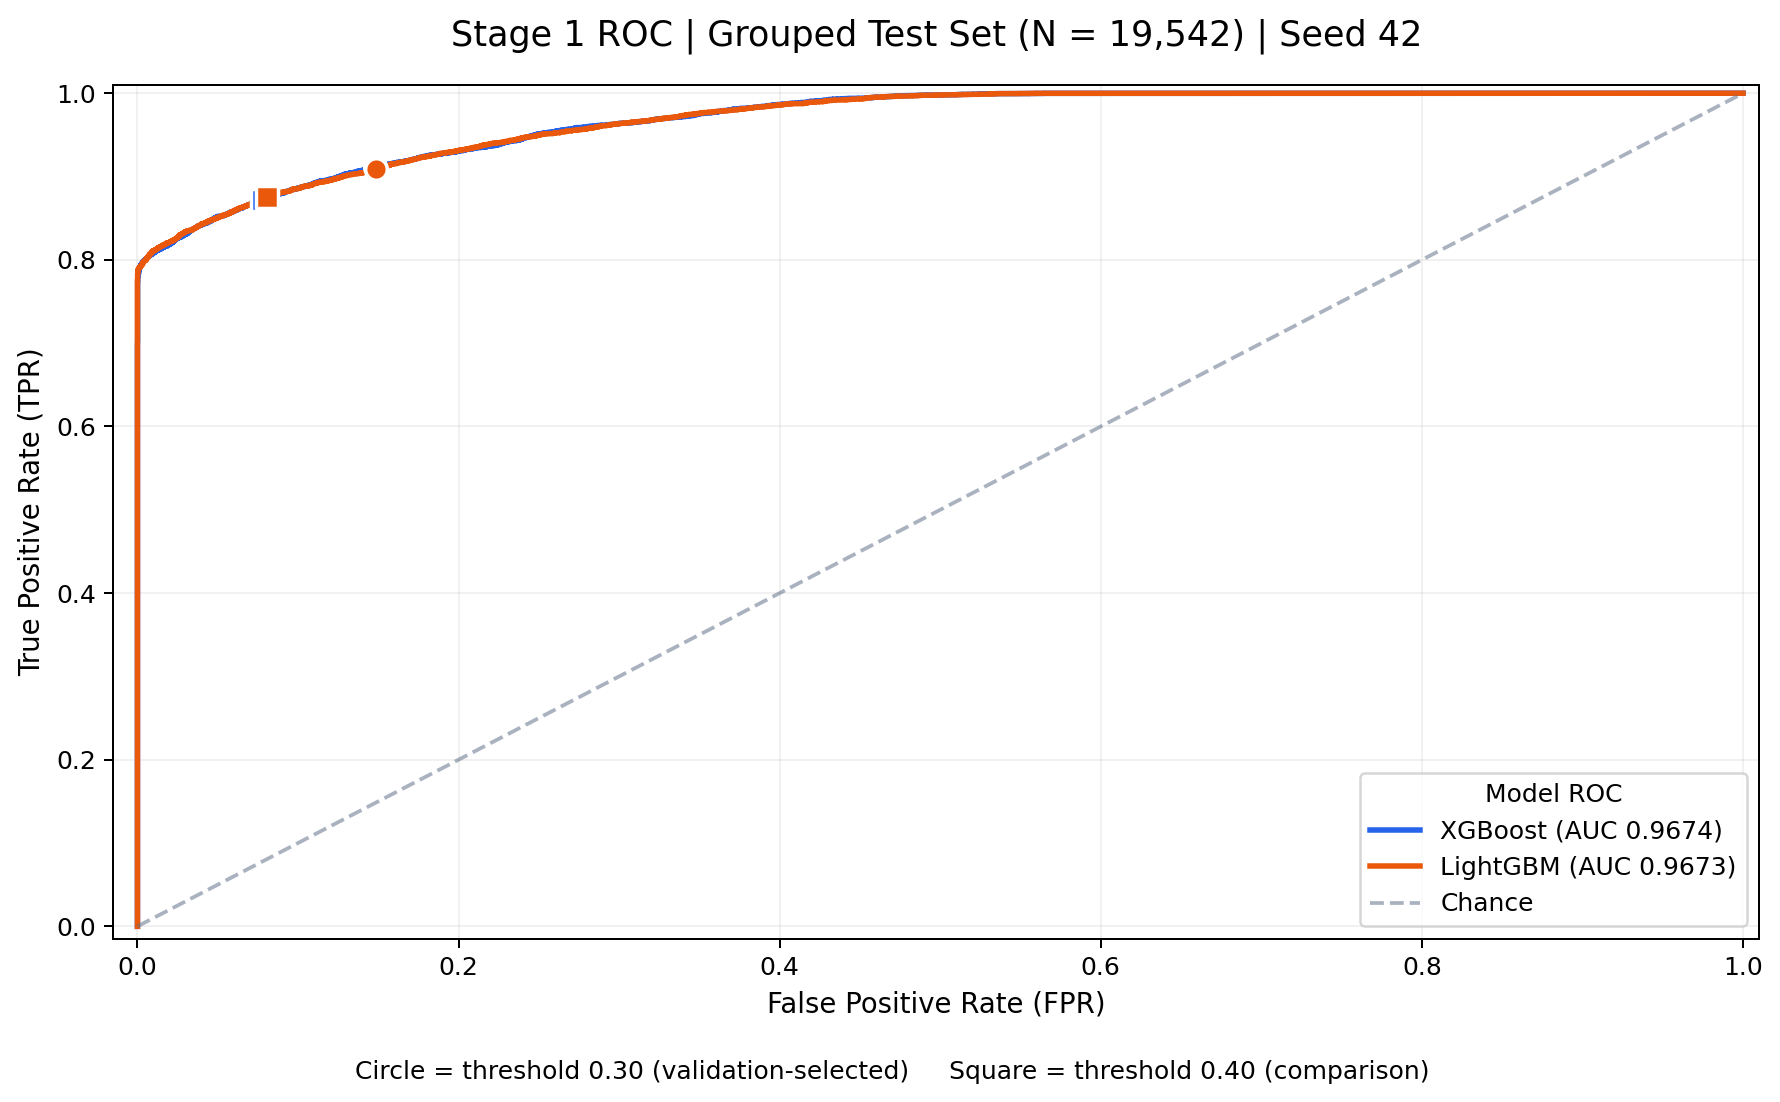 Stage 1 ROC | Grouped Test Set (N = 19,542) | Seed 42
True Positive Rate (TPR)
1.0
0.8
0.6
0.4
0.2
0.0
Model ROC
XGBoost (AUC 0.9674)
LightGBM (AUC 0.9673)
Chance
0.0 0.2 0.4 0.6 0.8 1.0
False Positive Rate (FPR)
Circle = threshold 0.30 (validation-selected) Square = threshold 0.40 (comparison)